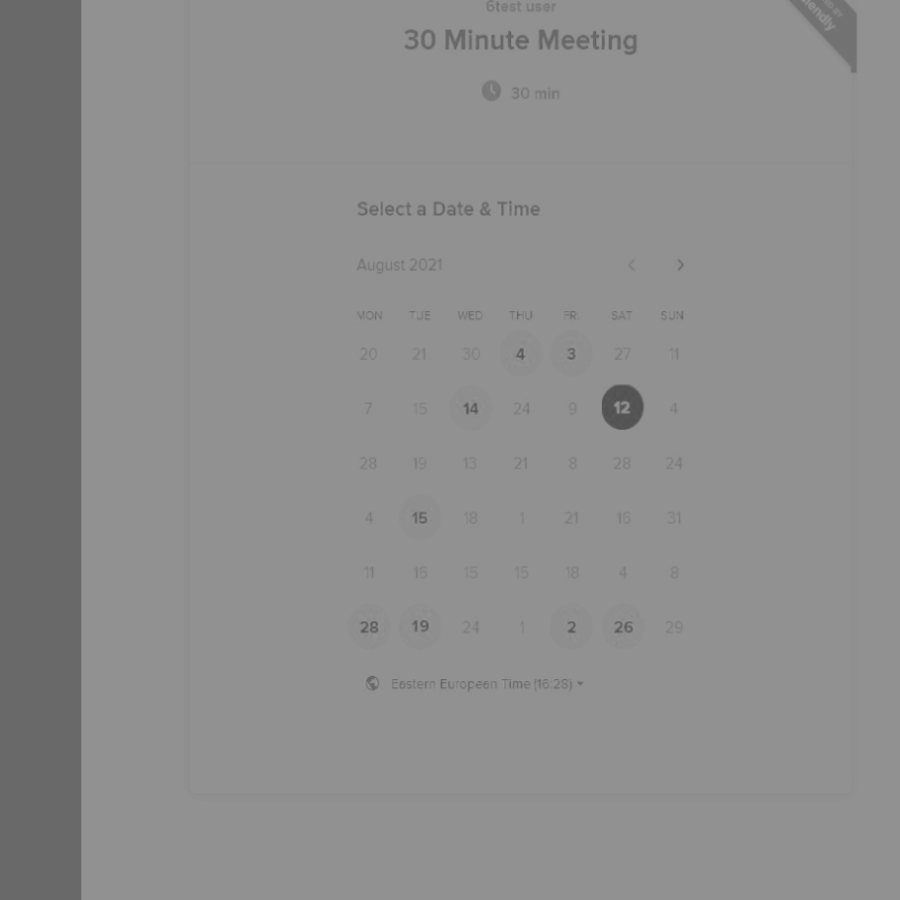 6test user
30 Minute Meeting
30 min
Select a Date & Time
August 2021
MON TUE WED THU FRI SAT SUN
20 21 30 4 3 27 11
7 15 14 24 9 12 4
28 19 13 21 8 28 24
4 15 18 1 21 15 31
11 16 15 15 18 4 8
28 19 24 1 2 26 29
Eastern European Time (16:28)